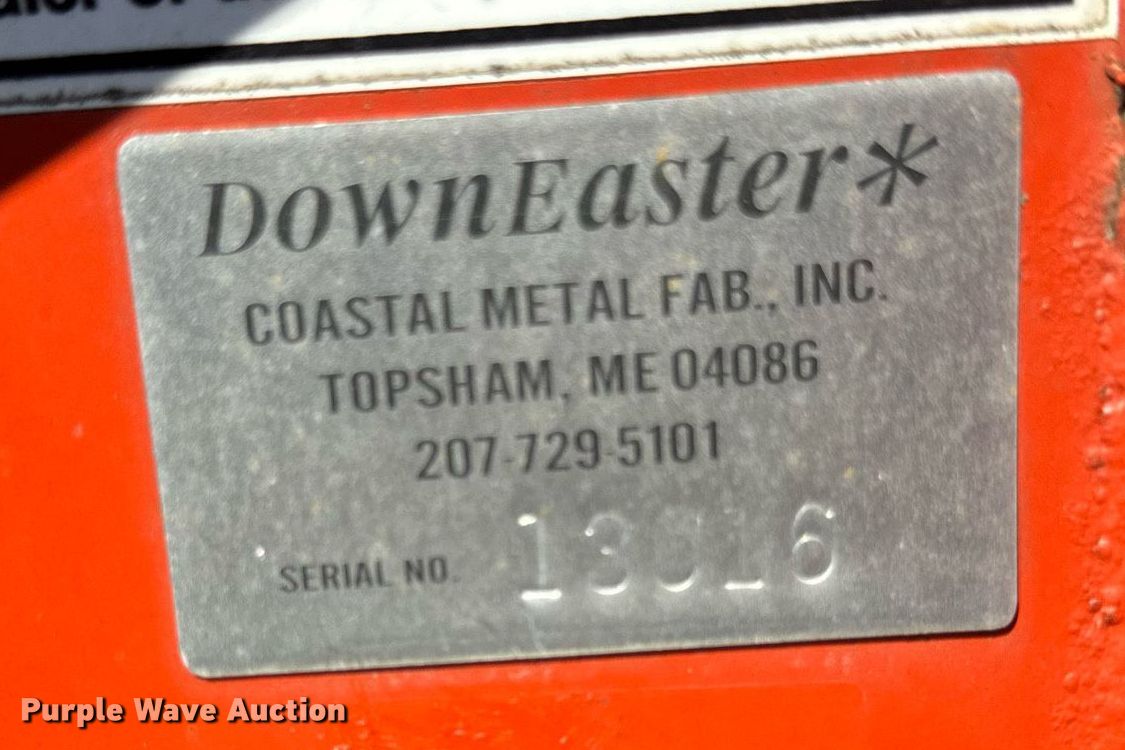 DownEaster*
COASTAL METAL FAB., INC.
TOPSHAM, ME 04086
207-729-5101
SERIAL NO.
Purple Wave Auction